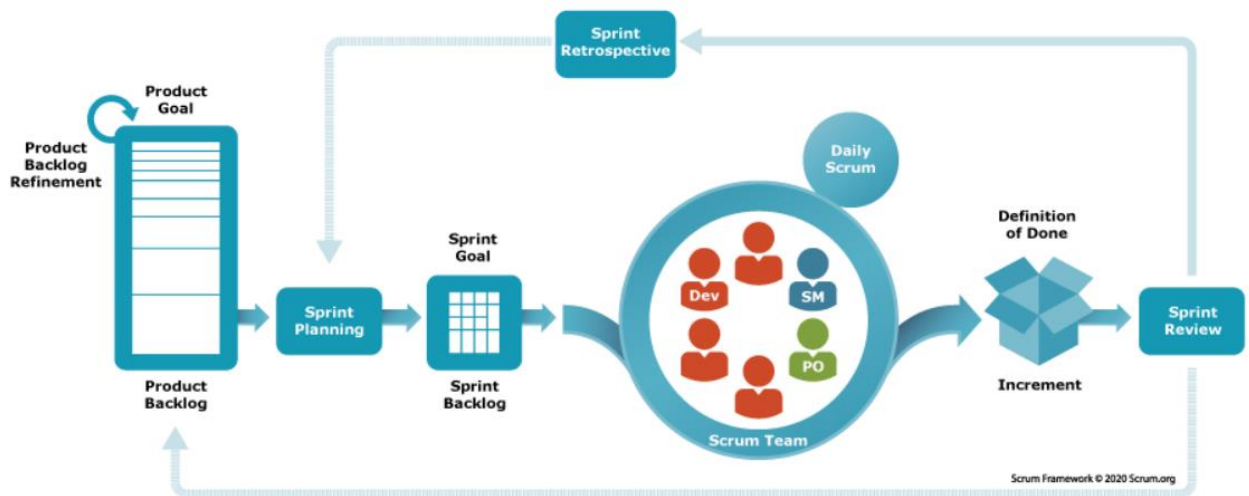 Sprint
Retrospective
Product
Goal
Product
Backlog
Refinement
Daily
Scrum
Definition
of Done
Sprint
Goal
Dev
SM
Sprint
Planning
Sprint
Review
PO
Product
Backlog
Sprint
Backlog
Increment
Scrum Team
Scrum Framework © 2020 Scrum.org